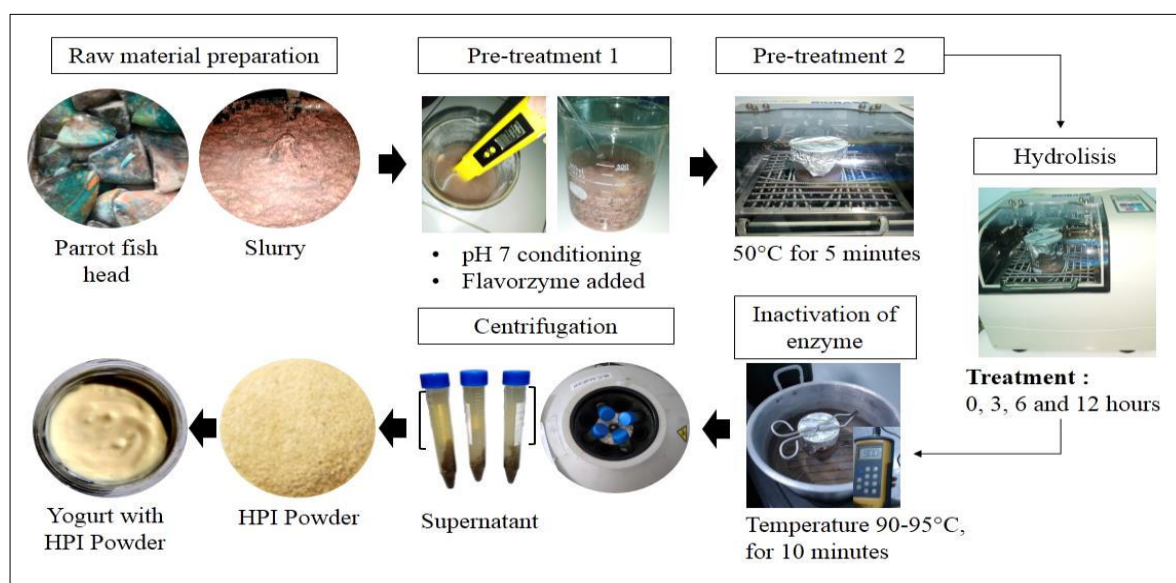 Raw material preparation
Parrot fish
head
Slurry
Pre-treatment 1
• pH 7 conditioning
• Flavorzyme added
Pre-treatment 2
50°C for 5 minutes
Hydrolisis
Treatment :
0, 3, 6 and 12 hours
Inactivation of
enzyme
Temperature 90-95°C,
for 10 minutes
Centrifugation
Supernatant
HPI Powder
Yogurt with
HPI Powder